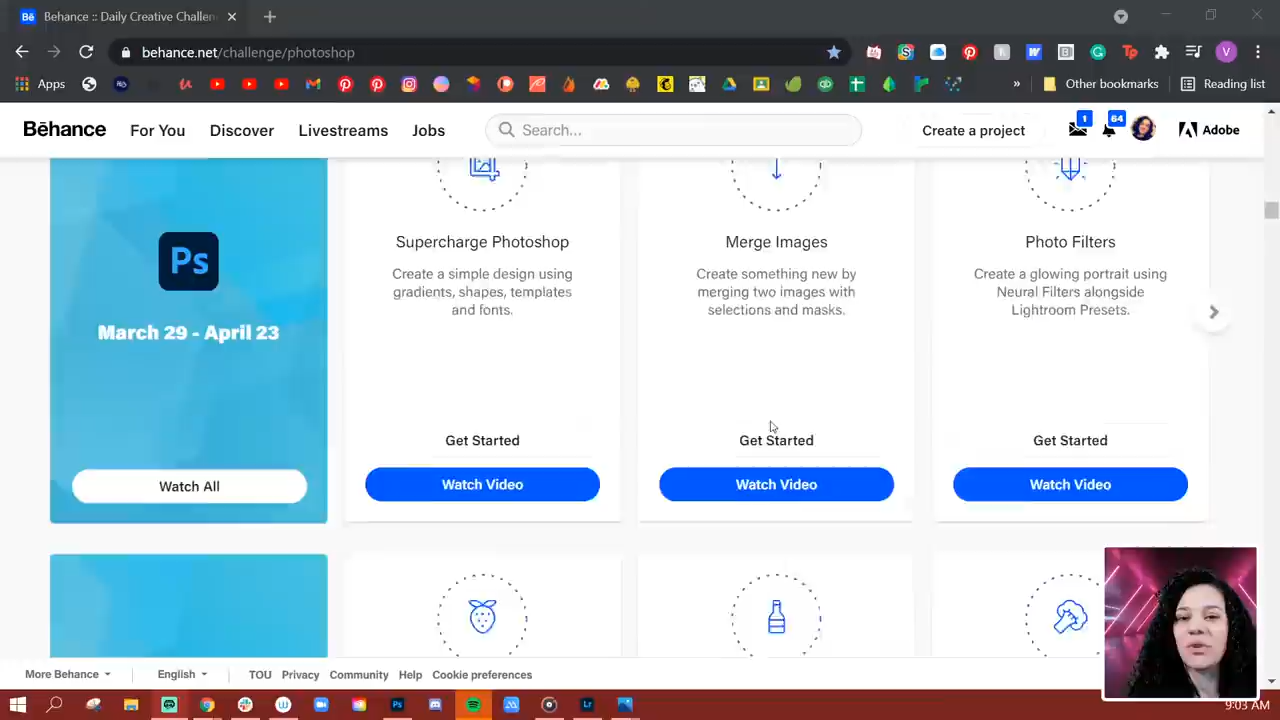 Behance :: Daily Creative Challen
behance.net/challenge/photoshop
V
Apps
»
Other bookmarks
Reading list
Bēhance
For You
Discover
Livestreams
Jobs
Search...
Create a project
1
64
Adobe
Ps
March 29 - April 23
Watch All
Supercharge Photoshop
Create a simple design using
gradients, shapes, templates
and fonts.
Get Started
Watch Video
Merge Images
Create something new by
merging two images with
selections and masks.
Get Started
Watch Video
Photo Filters
Create a glowing portrait using
Neural Filters alongside
Lightroom Presets.
Get Started
Watch Video
More Behance
English
TOU
Privacy
Community
Help
Cookie preferences
9:03 AM